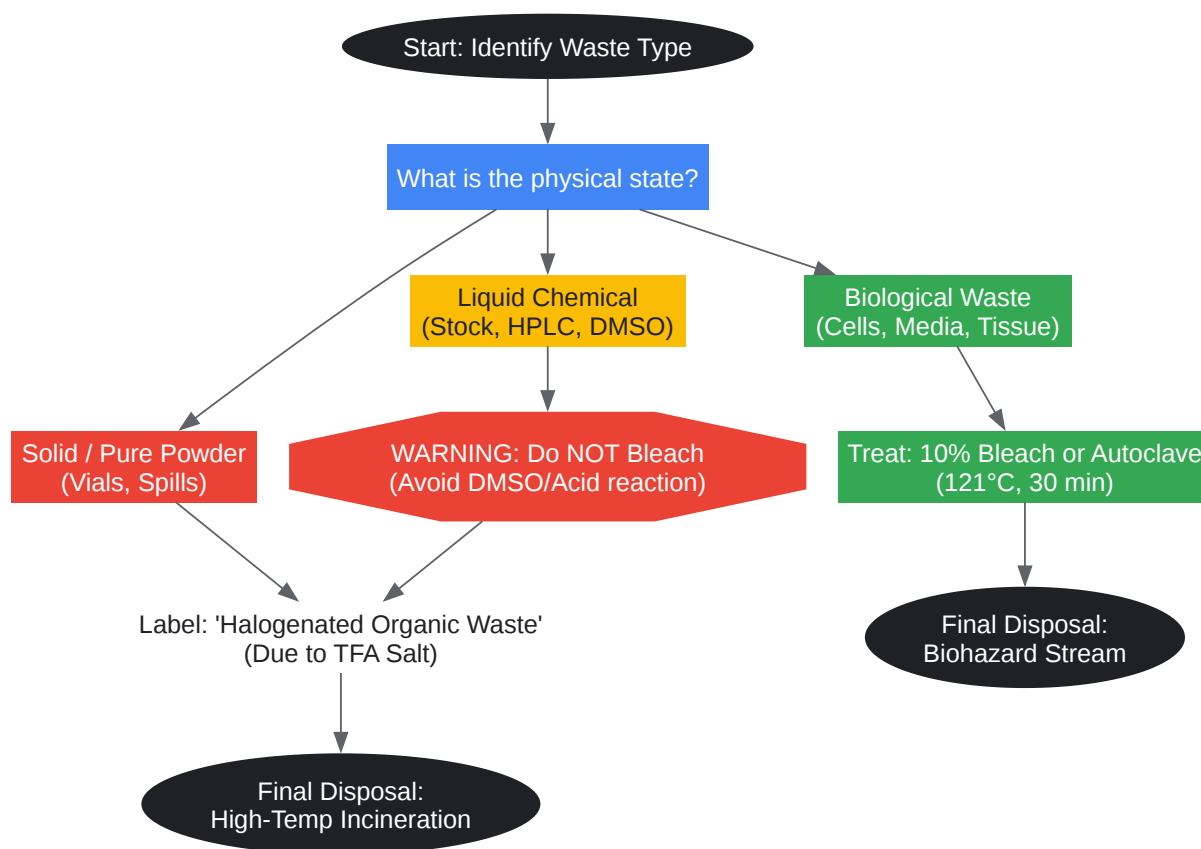 Start: Identify Waste Type
What is the physical state?
Liquid Chemical
(Stock, HPLC, DMSO)
Biological Waste
(Cells, Media, Tissue)
Solid / Pure Powder
(Vials, Spills)
WARNING: Do NOT Bleach
(Avoid DMSO/Acid reaction)
Treat: 10% Bleach or Autoclave
(121°C, 30 min)
Label: 'Halogenated Organic Waste'
(Due to TFA Salt)
Final Disposal:
Biohazard Stream
Final Disposal:
High-Temp Incineration